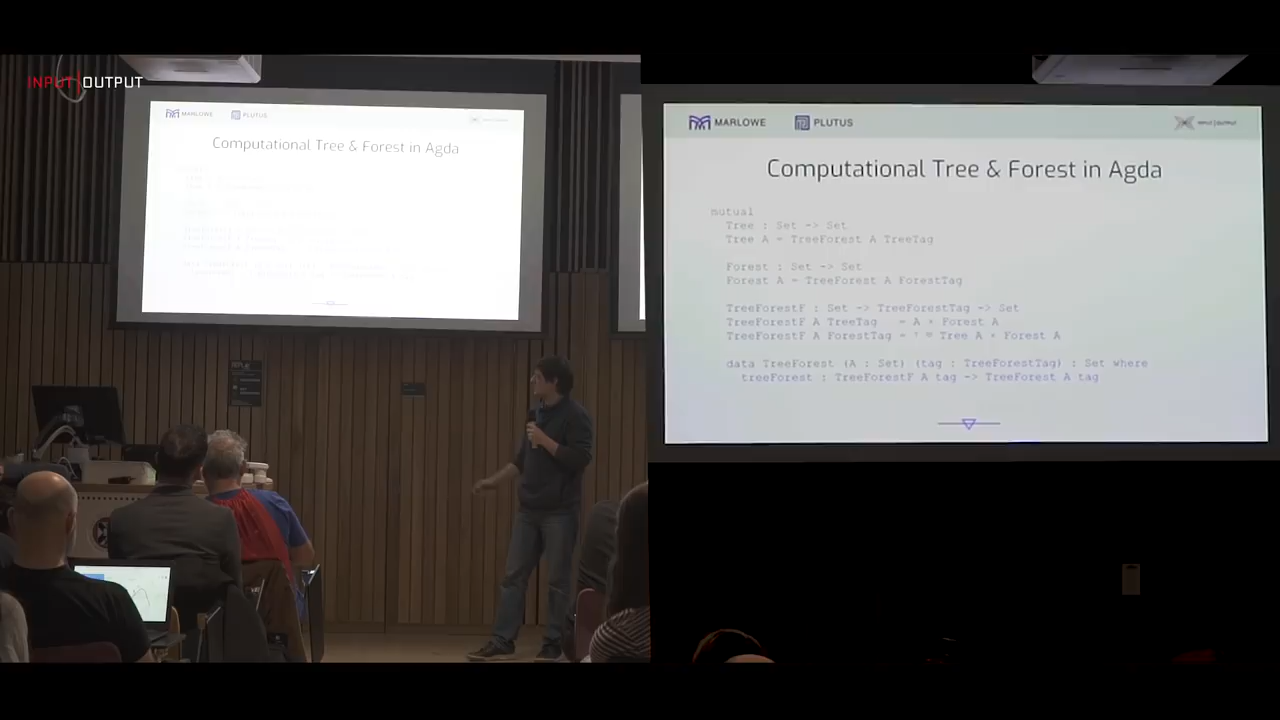 INPUT|OUTPUT
MARLOWE
PLUTUS
Computational Tree & Forest in Agda
MARLOWE
PLUTUS
INPUT|OUTPUT
Computational Tree & Forest in Agda
mutual
Tree : Set -> Set
Tree A = TreeForest A TreeTag
Forest : Set -> Set
Forest A = TreeForest A ForestTag
TreeForestF : Set -> TreeForestTag -> Set
TreeForestF A TreeTag = A × Forest A
TreeForestF A ForestTag = ⊤ ⊎ Tree A × Forest A
data TreeForest (A : Set) (tag : TreeForestTag) : Set where
treeForest : TreeForestF A tag -> TreeForest A tag